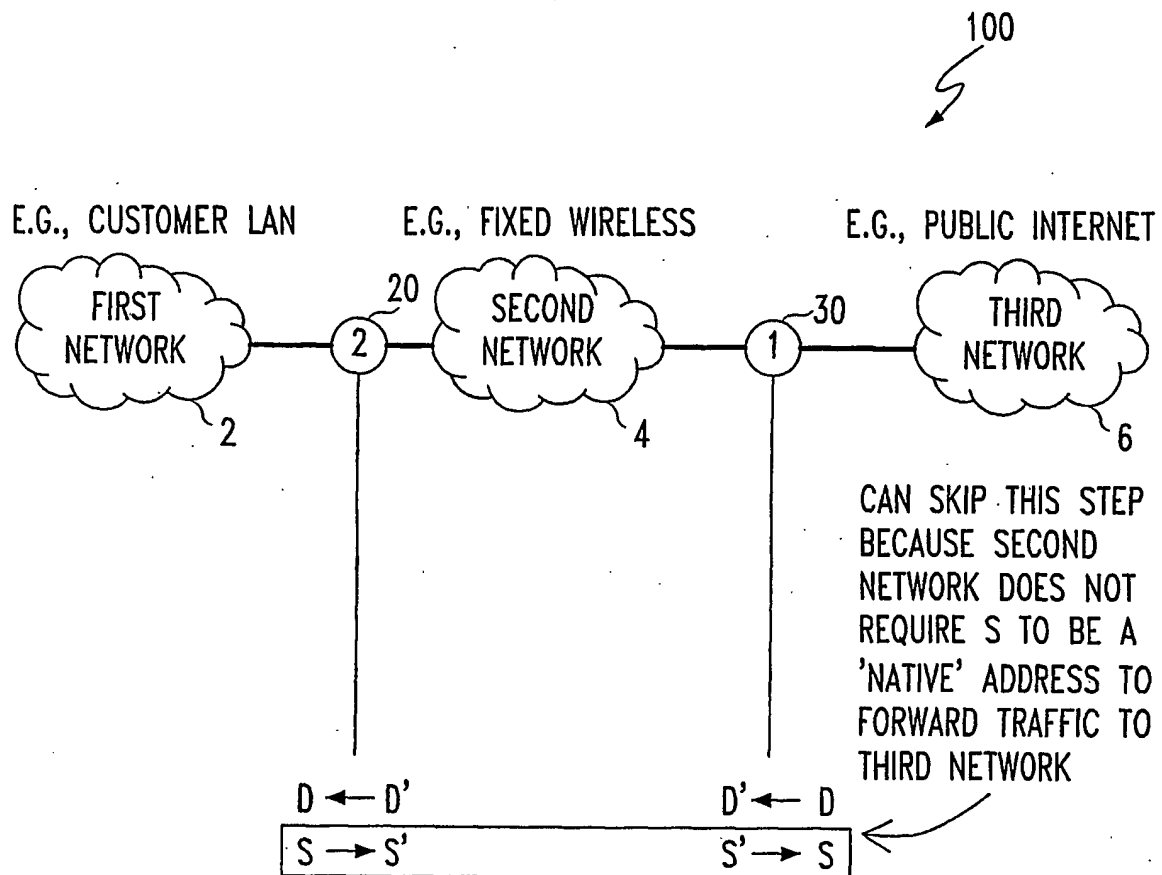 100
E.G., CUSTOMER LAN
E.G., FIXED WIRELESS
E.G., PUBLIC INTERNET
FIRST
NETWORK
20
2
SECOND
NETWORK
30
1
THIRD
NETWORK
2
4
6
CAN SKIP THIS STEP
BECAUSE SECOND
NETWORK DOES NOT
REQUIRE S TO BE A
'NATIVE' ADDRESS TO
FORWARD TRAFFIC TO
THIRD NETWORK
D ← D'
D' ← D
S → S'
S' → S